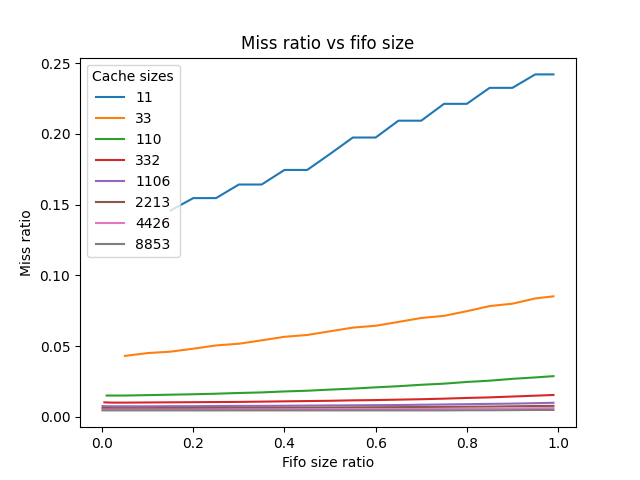 Miss ratio vs fifo size
Cache sizes
11
33
110
332
1106
2213
4426
8853
Miss ratio
0.25
0.20
0.15
0.10
0.05
0.00
0.0 0.2 0.4 0.6 0.8 1.0
Fifo size ratio